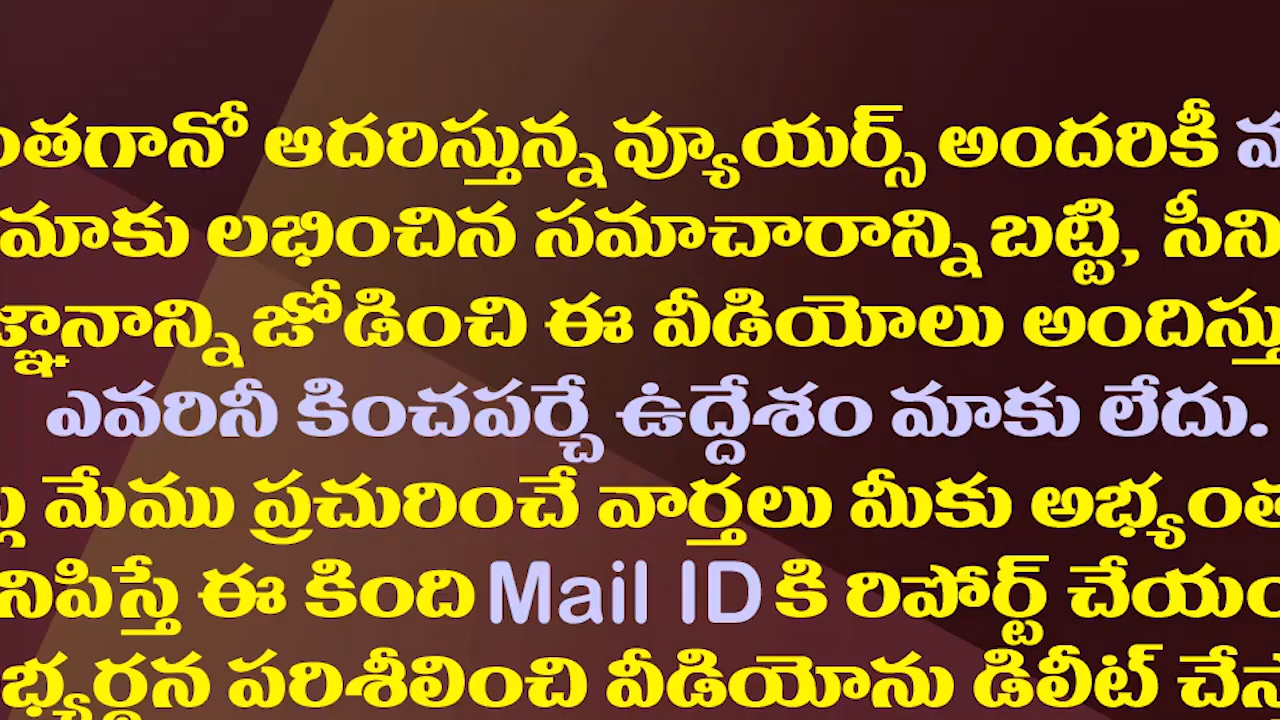 ంతగానో ఆదరిస్తున్న వ్యూయర్స్ అందరికీ
మాకు లభించిన సమాచారాన్ని బట్టి, సీని
జ్ఞానాన్ని జోడించి ఈ వీడియోలు అందిస్తు
ఎవరినీ కించపర్చే ఉద్దేశం మాకు లేదు.
మేము ప్రచురించే వార్తలు మీకు అభ్యంత
నిపిస్తే ఈ కింది Mail ID కి రిపోర్ట్ చేయం
భ్యర్థన పరిశీలించి వీడియోను డిలీట్ చేస